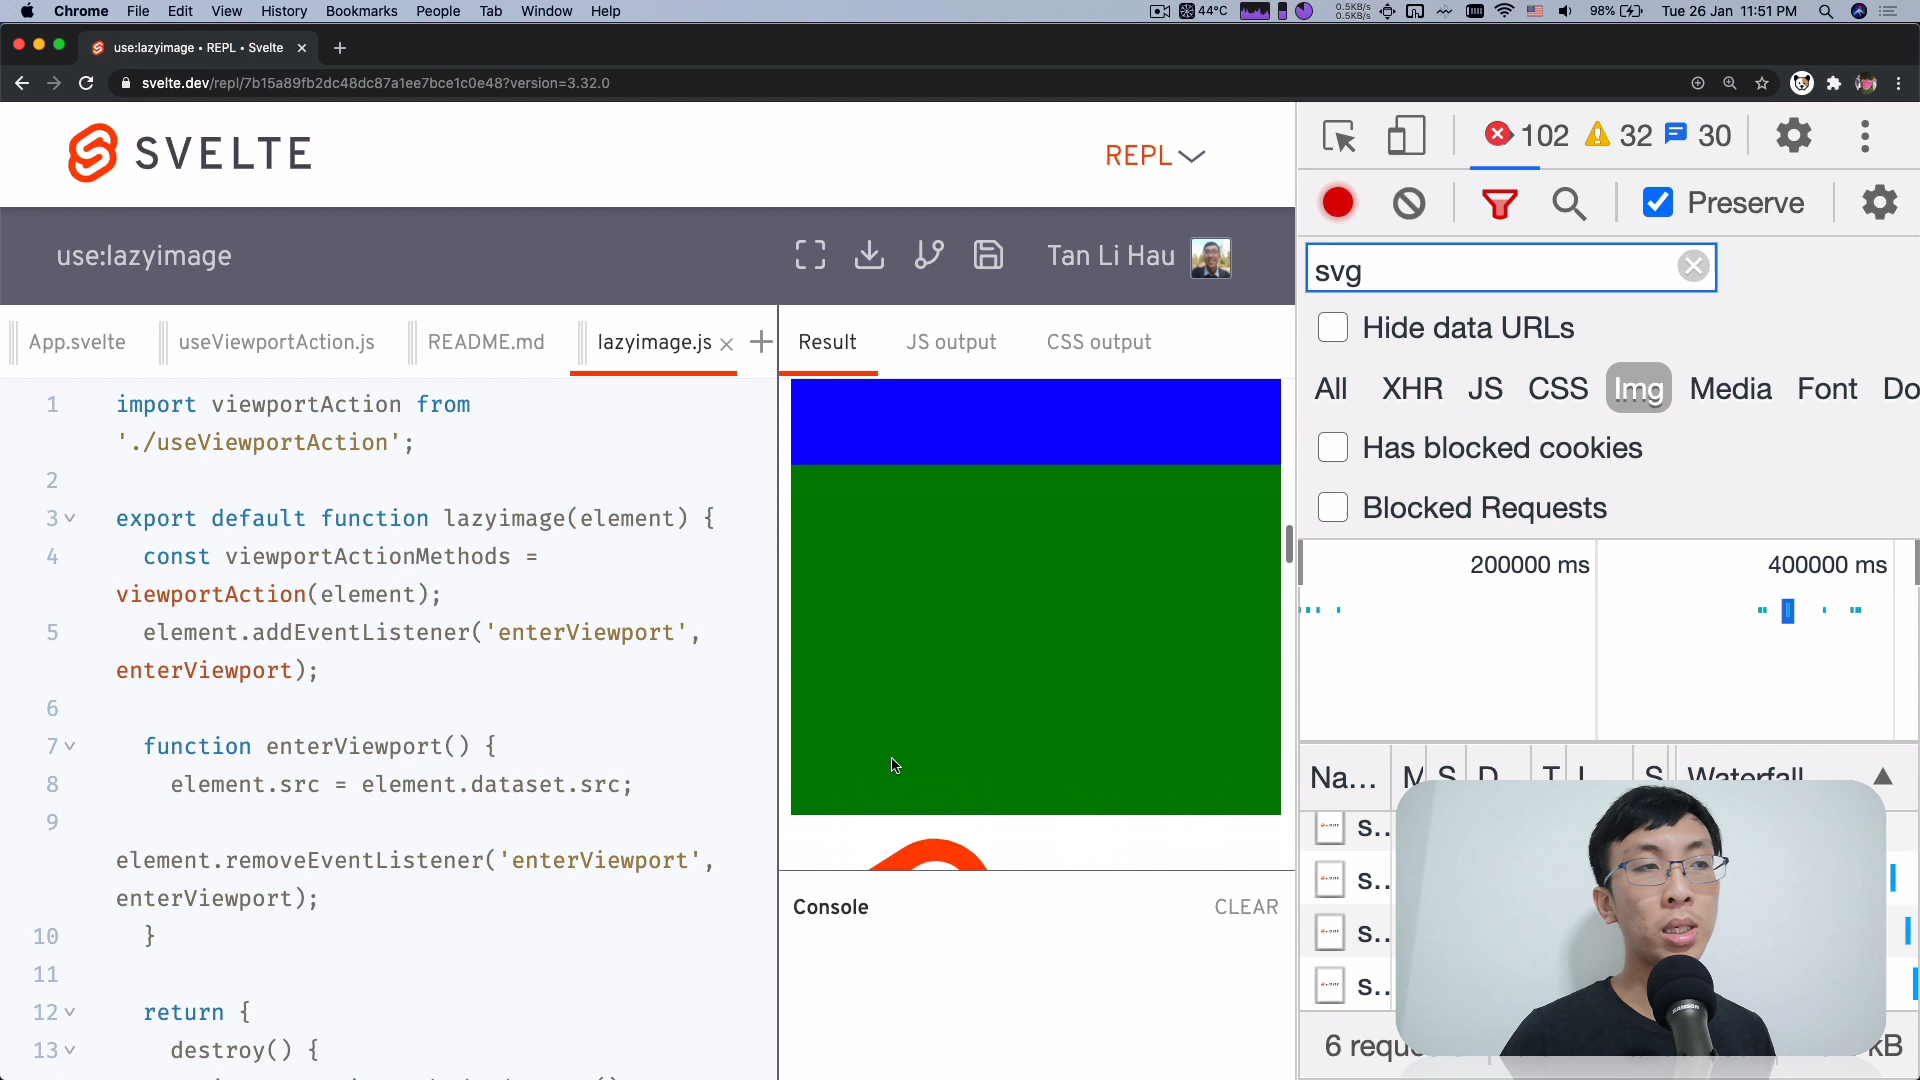 Chrome File Edit View History Bookmarks People Tab Window Help
44°C
0.5KB/s
0.5KB/s
98%
Tue 26 Jan 11:51 PM
use:lazyimage • REPL • Svelte
svelte.dev/repl/7b15a89fb2dc48dc87a1ee7bce1c0e48?version=3.32.0
SVELTE
REPL
use:lazyimage
Tan Li Hau
App.svelte
useViewportAction.js
README.md
lazyimage.js
Result
JS output
CSS output
1 import viewportAction from
'./useViewportAction';
2
3 export default function lazyimage(element) {
4 const viewportActionMethods =
viewportAction(element);
5 element.addEventListener('enterViewport',
enterViewport);
6
7 function enterViewport() {
8 element.src = element.dataset.src;
9
element.removeEventListener('enterViewport',
enterViewport);
10 }
11
12 return {
13 destroy() {
Console
CLEAR
102 32 30
Preserve
svg
Hide data URLs
All XHR JS CSS Img Media Font Do
Has blocked cookies
Blocked Requests
200000 ms
400000 ms
Na... Waterfall
s..
s..
s..
s..
6 requ
kB
SAMSON